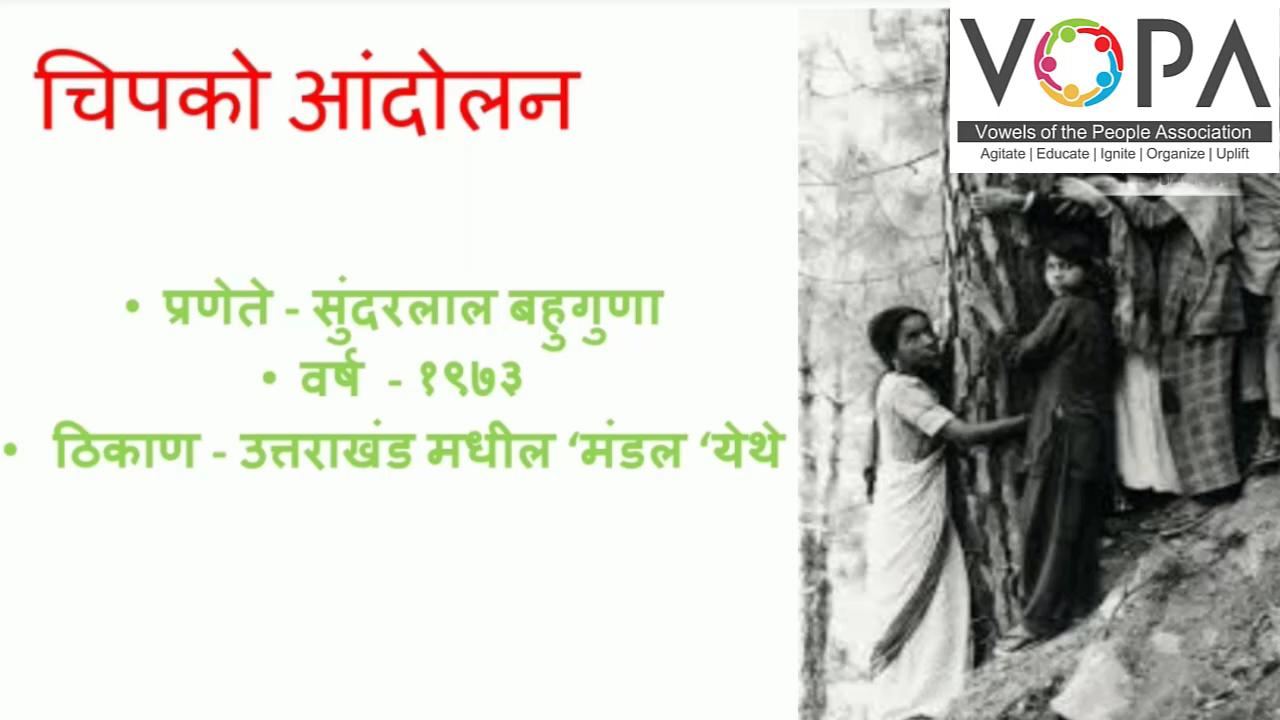 चिपको आंदोलन
VOPA
Vowels of the People Association
Agitate | Educate | Ignite | Organize | Uplift
• प्रणेते - सुंदरलाल बहुगुणा
• वर्ष - १९७३
• ठिकाण - उत्तराखंड मधील ‘मंडल ‘येथे